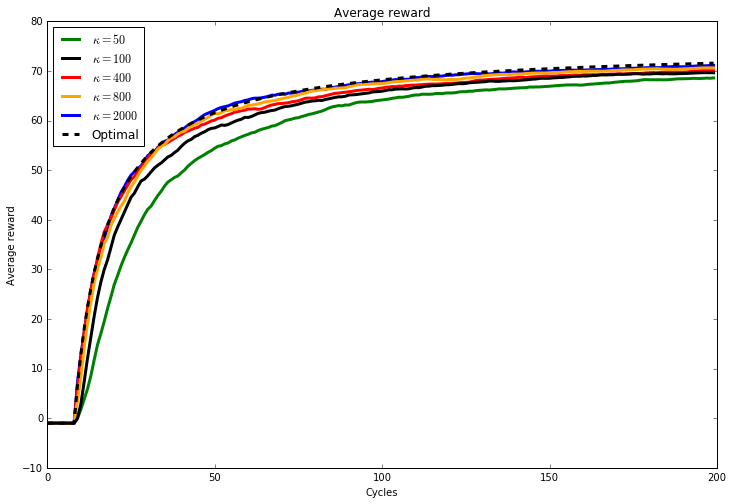 Average reward
κ = 50
κ = 100
κ = 400
κ = 800
κ = 2000
Optimal
Average reward
80
70
60
50
40
30
20
10
0
−10
0 50 100 150 200
Cycles